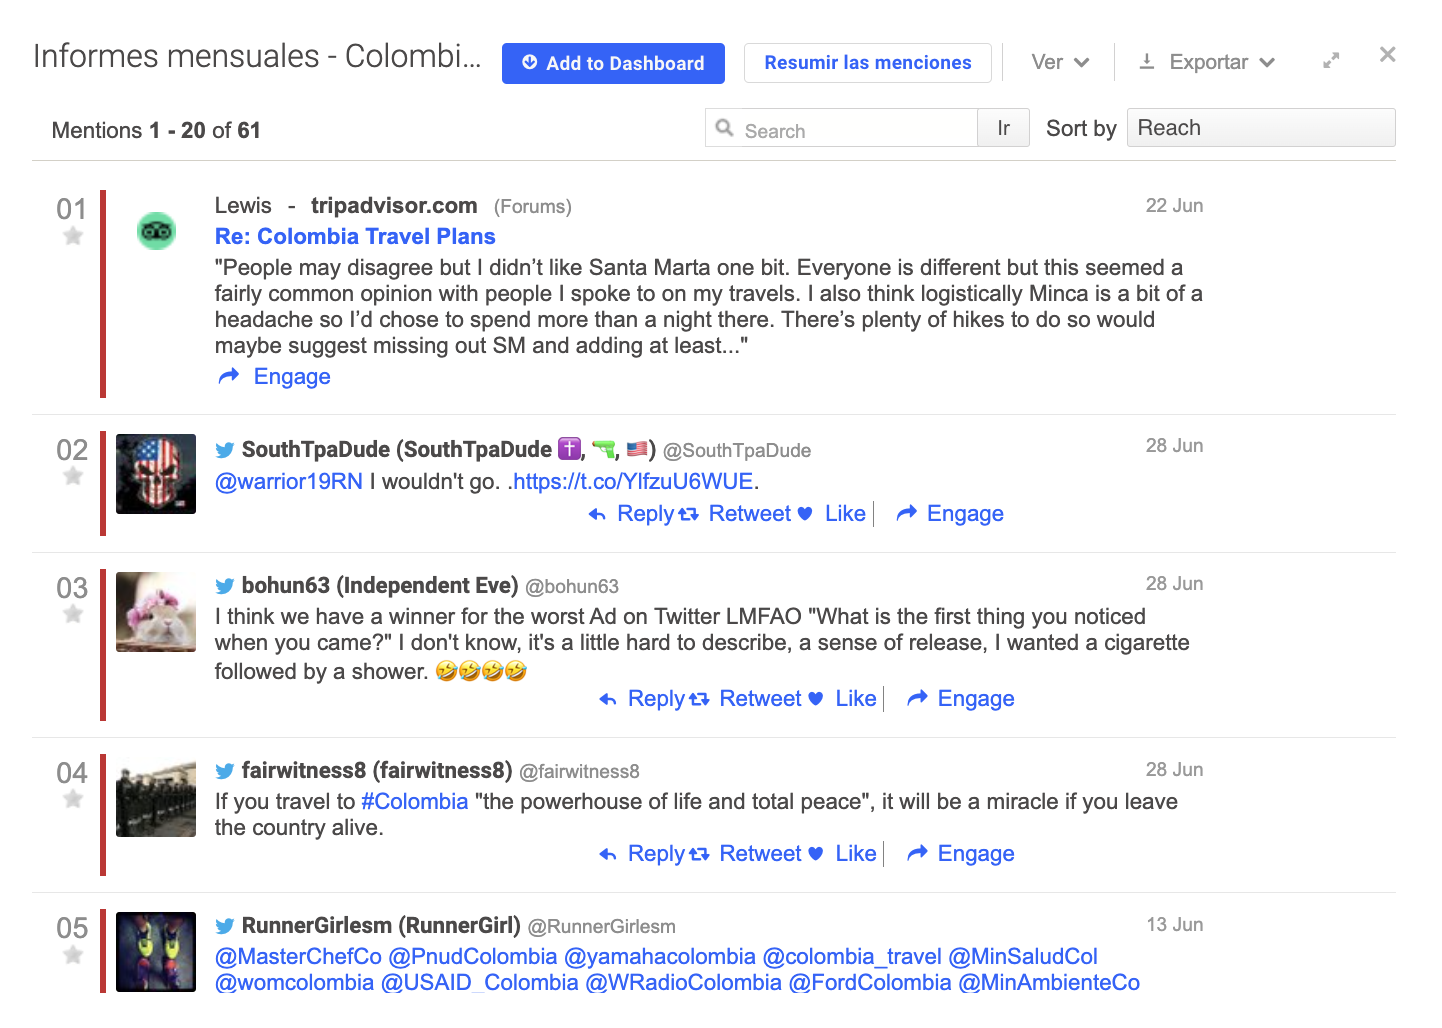 Informes mensuales - Colombi...
Add to Dashboard
Resumir las menciones
Ver
Exportar
Mentions 1 - 20 of 61
Search
Ir
Sort by
Reach
01
Lewis - tripadvisor.com (Forums)
22 Jun
Re: Colombia Travel Plans
"People may disagree but I didn’t like Santa Marta one bit. Everyone is different but this seemed a
fairly common opinion with people I spoke to on my travels. I also think logistically Minca is a bit of a
headache so I’d chose to spend more than a night there. There’s plenty of hikes to do so would
maybe suggest missing out SM and adding at least..."
Engage
02
SouthTpaDude (SouthTpaDude ✝️, 🔫, 🇺🇸) @SouthTpaDude
28 Jun
@warrior19RN I wouldn't go. .https://t.co/YlfzuU6WUE.
Reply Retweet Like Engage
03
bohun63 (Independent Eve) @bohun63
28 Jun
I think we have a winner for the worst Ad on Twitter LMFAO "What is the first thing you noticed
when you came?" I don't know, it's a little hard to describe, a sense of release, I wanted a cigarette
followed by a shower. 🤣🤣🤣🤣
Reply Retweet Like Engage
04
fairwitness8 (fairwitness8) @fairwitness8
28 Jun
If you travel to #Colombia "the powerhouse of life and total peace", it will be a miracle if you leave
the country alive.
Reply Retweet Like Engage
05
RunnerGirlesm (RunnerGirl) @RunnerGirlesm
13 Jun
@MasterChefCo @PnudColombia @yamahacolombia @colombia_travel @MinSaludCol
@womcolombia @USAID_Colombia @WRadioColombia @FordColombia @MinAmbienteCo